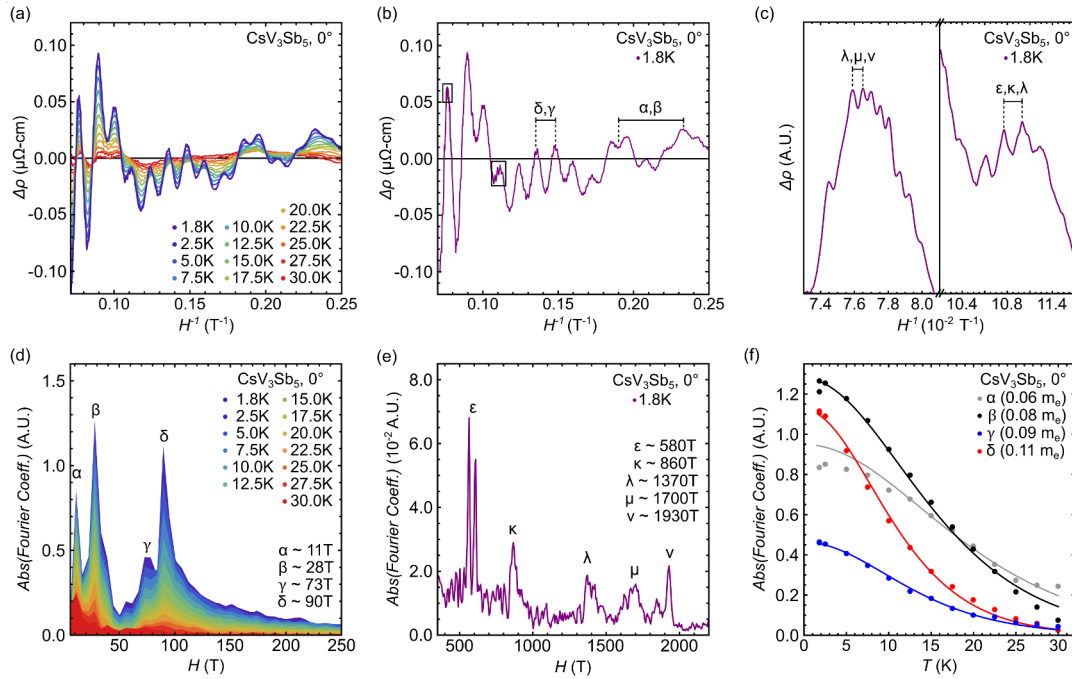 (a)
CsV3Sb5, 0°
Δρ (μΩ-cm)
0.10
0.05
0.00
-0.05
-0.10
1.8K
2.5K
5.0K
7.5K
10.0K
12.5K
15.0K
17.5K
20.0K
22.5K
25.0K
27.5K
30.0K
0.10
0.15
0.20
0.25
H-1 (T-1)
(b)
CsV3Sb5, 0°
1.8K
δ,γ
α,β
Δρ (μΩ-cm)
0.10
0.05
0.00
-0.05
-0.10
0.10
0.15
0.20
0.25
H-1 (T-1)
(c)
CsV3Sb5, 0°
1.8K
λ,μ,ν
ε,κ,λ
Δρ (A.U.)
7.4
7.6
7.8
8.0
10.4
10.8
11.4
H-1 (10-2 T-1)
(d)
CsV3Sb5, 0°
1.8K
2.5K
5.0K
7.5K
10.0K
12.5K
15.0K
17.5K
20.0K
22.5K
25.0K
27.5K
30.0K
α
β
γ
δ
α ~ 11T
β ~ 28T
γ ~ 73T
δ ~ 90T
Abs(Fourier Coeff.) (A.U.)
1.5
1.0
0.5
0.0
50
100
150
200
250
H (T)
(e)
CsV3Sb5, 0°
1.8K
ε
κ
λ
μ
ν
ε ~ 580T
κ ~ 860T
λ ~ 1370T
μ ~ 1700T
ν ~ 1930T
Abs(Fourier Coeff.) (10-2 A.U.)
8.0
6.0
4.0
2.0
0.0
500
1000
1500
2000
H (T)
(f)
CsV3Sb5, 0°
α (0.06 me)
β (0.08 me)
γ (0.09 me)
δ (0.11 me)
Abs(Fourier Coeff.) (A.U.)
1.2
1.0
0.8
0.6
0.4
0.2
0.0
0
5
10
15
20
25
30
T (K)